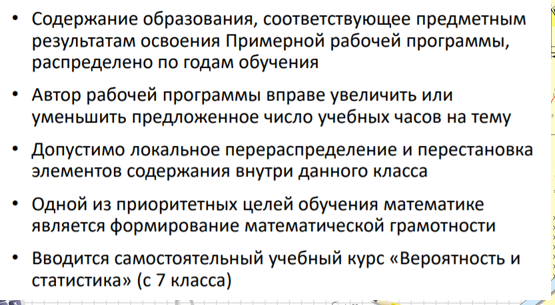 • Содержание образования, соответствующее предметным
результатам освоения Примерной рабочей программы,
распределено по годам обучения
• Автор рабочей программы вправе увеличить или
уменьшить предложенное число учебных часов на тему
• Допустимо локальное перераспределение и перестановка
элементов содержания внутри данного класса
• Одной из приоритетных целей обучения математике
является формирование математической грамотности
• Вводится самостоятельный учебный курс «Вероятность и
статистика» (с 7 класса)